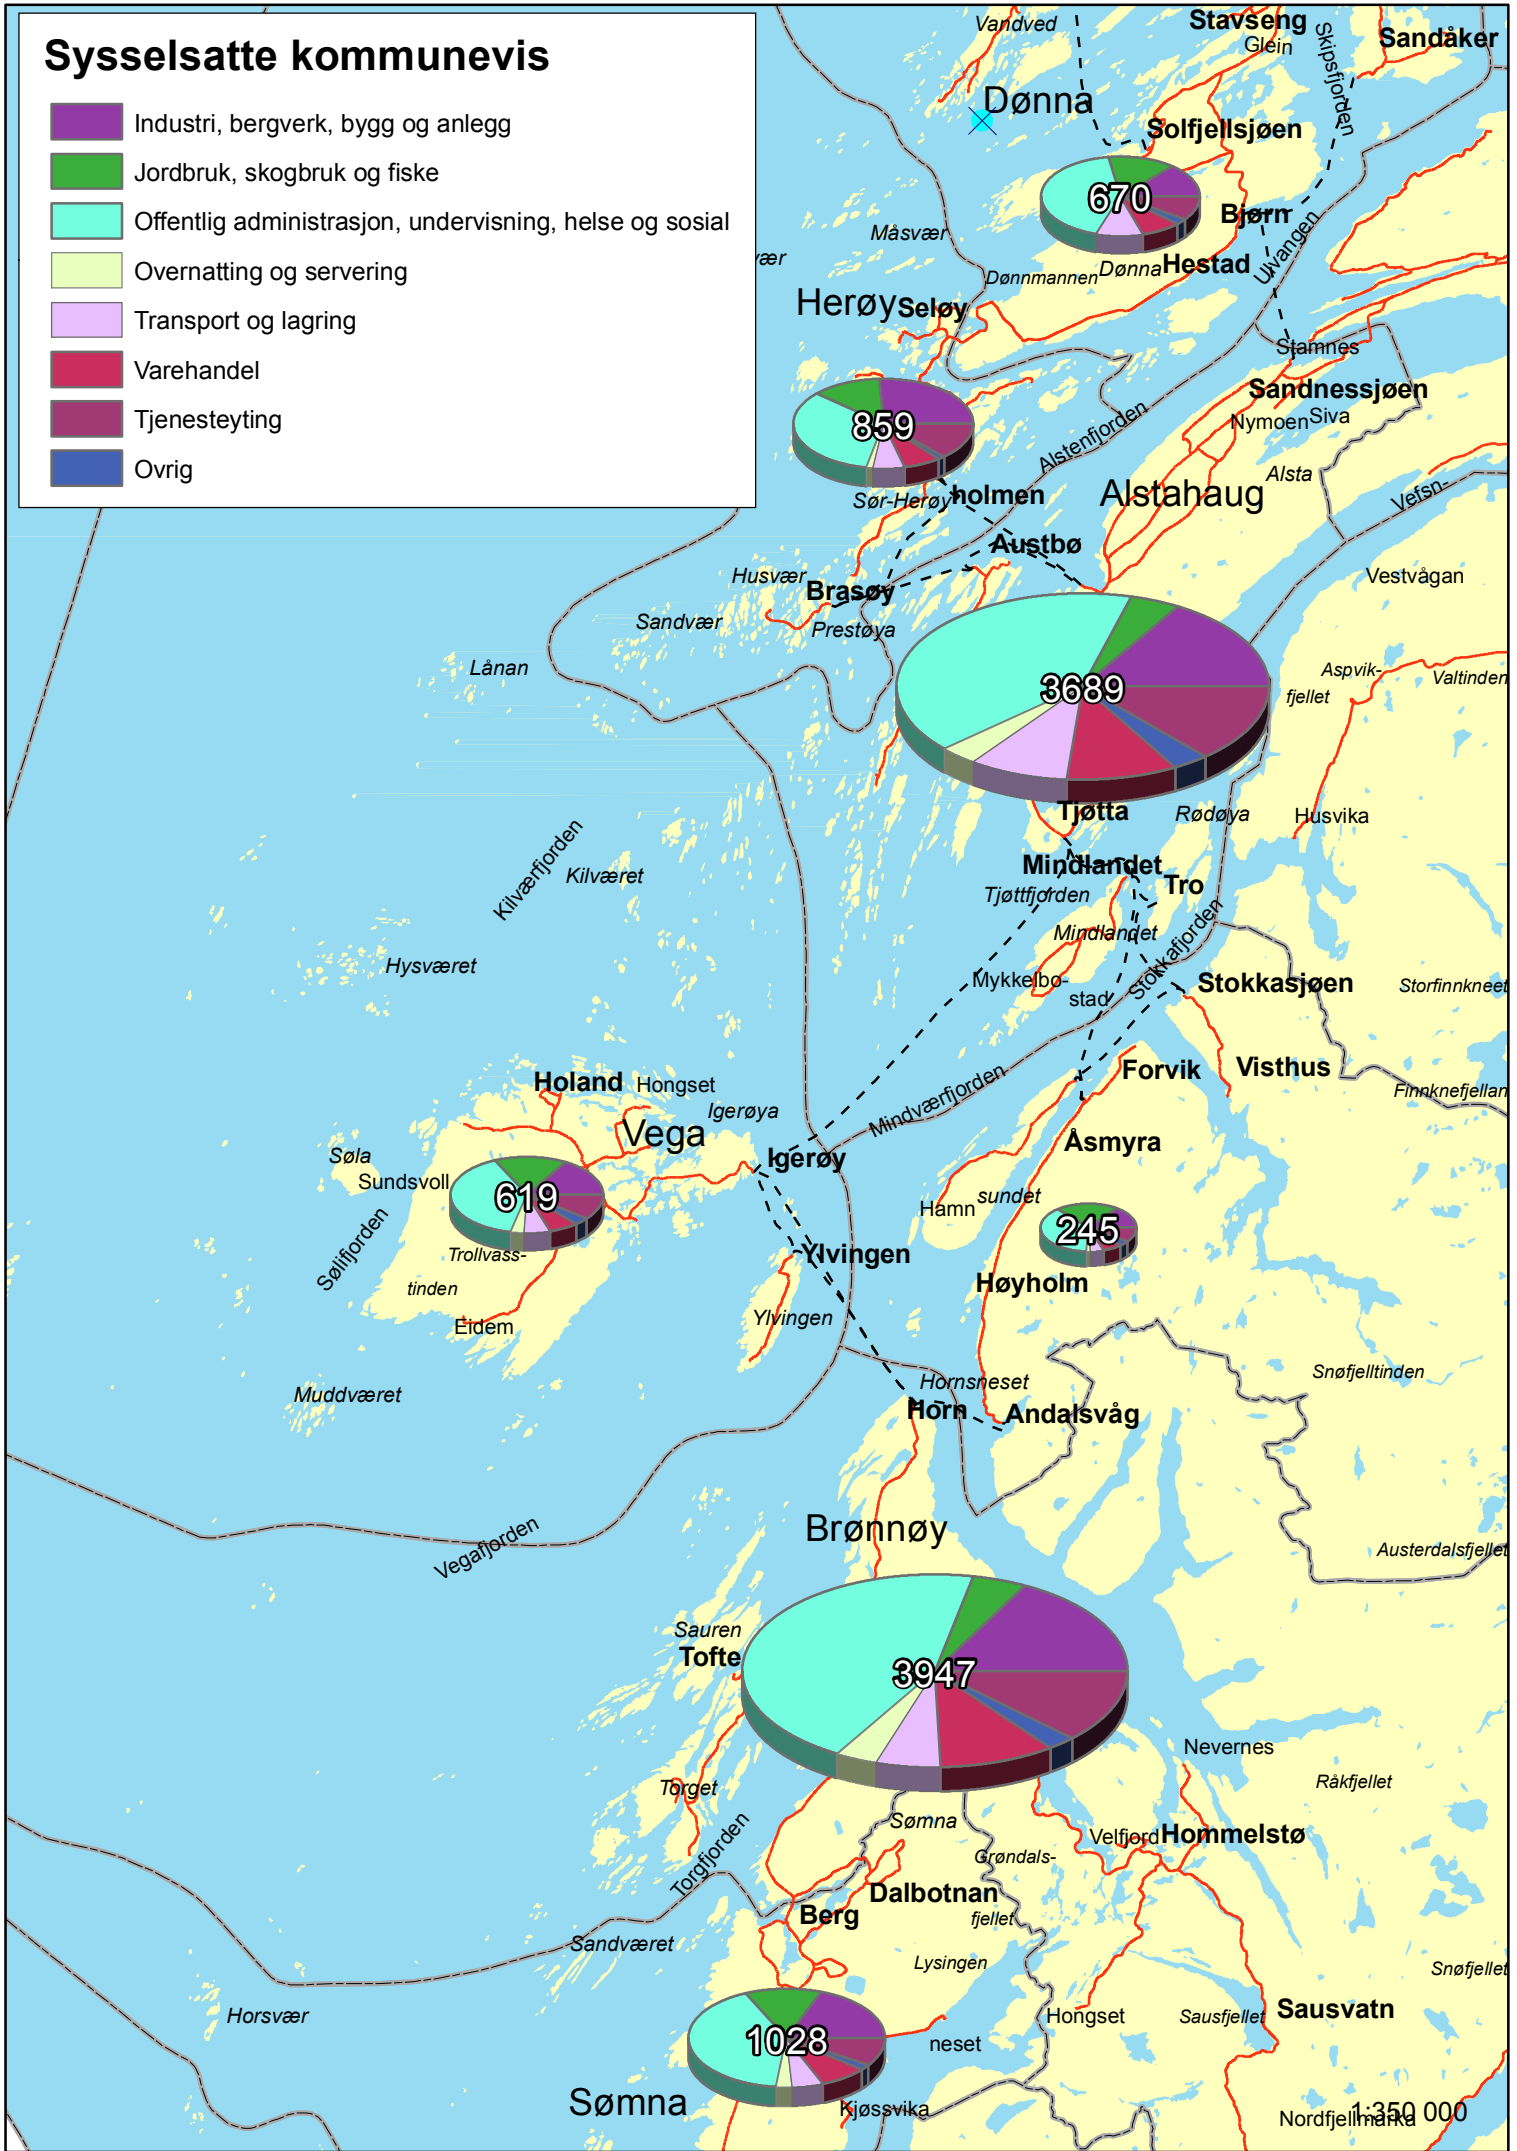 Sysselsatte kommunevis
Industri, bergverk, bygg og anlegg
Jordbruk, skogbruk og fiske
Offentlig administrasjon, undervisning, helse og sosial
Overnatting og servering
Transport og lagring
Varehandel
Tjenesteyting
Ovrig
Vandved
Stavseng
Glein
Skipsfjorden
Sandåker
Dønna
Solfjellsjøen
670
Bjørn
Måsvær
vær
Ulvangen
Dønnmannen
Dønna
Hestad
Herøy
Seløy
Stamnes
Sandnessjøen
Nymoen
Siva
859
Alstenfjorden
Alsta
Alstahaug
Vefsn-
Sør-Herøy
holmen
Austbø
Husvær
Brasøy
Vestvågan
Sandvær
Prestøya
Lånan
3689
Aspvik-
fjellet
Valtinden
Tjøtta
Rødøya
Husvika
Kilværfjorden
Kilværet
Mindlandet
Tjøttfjorden
Tro
Mindlandet
Hysværet
Mykkelbo-
stad
Stokkafjorden
Stokkasjøen
Storfinnkneet
Holand
Hongset
Igerøya
Mindværfjorden
Forvik
Visthus
Finnknefjellan
Vega
Igerøy
Åsmyra
Søla
Sundsvoll
619
Hamn
sundet
245
Sølifjorden
Trollvass-
tinden
Ylvingen
Høyholm
Eidem
Ylvingen
Muddværet
Hornsneset
Snøfjelltinden
Horn
Andalsvåg
Brønnøy
Vegafjorden
Austerdalsfjellet
Sauren
Tofte
3947
Nevernes
Torget
Råkfjellet
Sømna
Torgfjorden
Velfjord
Hommelstø
Grøndals-
fjellet
Dalbotnan
Berg
Sandværet
Lysingen
Snøfjellet
Horsvær
Hongset
Sausfjellet
Sausvatn
1028
neset
Sømna
Kjøssvika
Nordfjellmarka
1:350 000